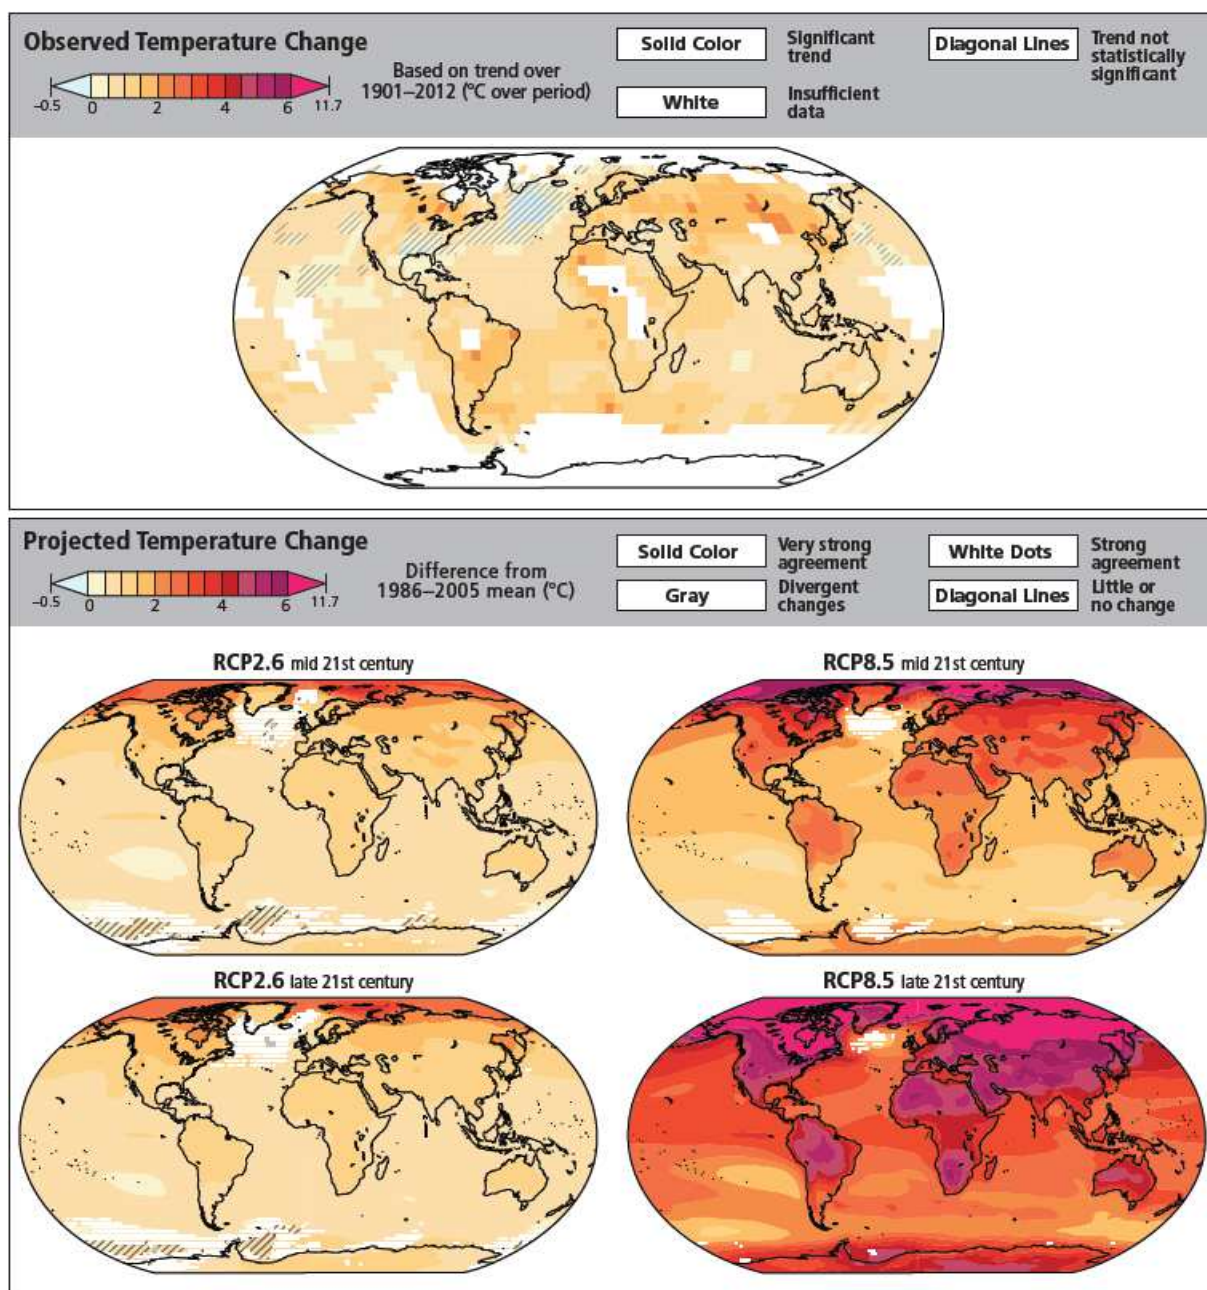 Observed Temperature Change
−0.5 0 2 4 6 11.7
Based on trend over
1901–2012 (°C over period)
Solid Color
Significant
trend
Diagonal Lines
Trend not
statistically
significant
White
Insufficient
data
Projected Temperature Change
−0.5 0 2 4 6 11.7
Difference from
1986–2005 mean (°C)
Solid Color
Very strong
agreement
White Dots
Strong
agreement
Gray
Divergent
changes
Diagonal Lines
Little or
no change
RCP2.6 mid 21st century
RCP8.5 mid 21st century
RCP2.6 late 21st century
RCP8.5 late 21st century